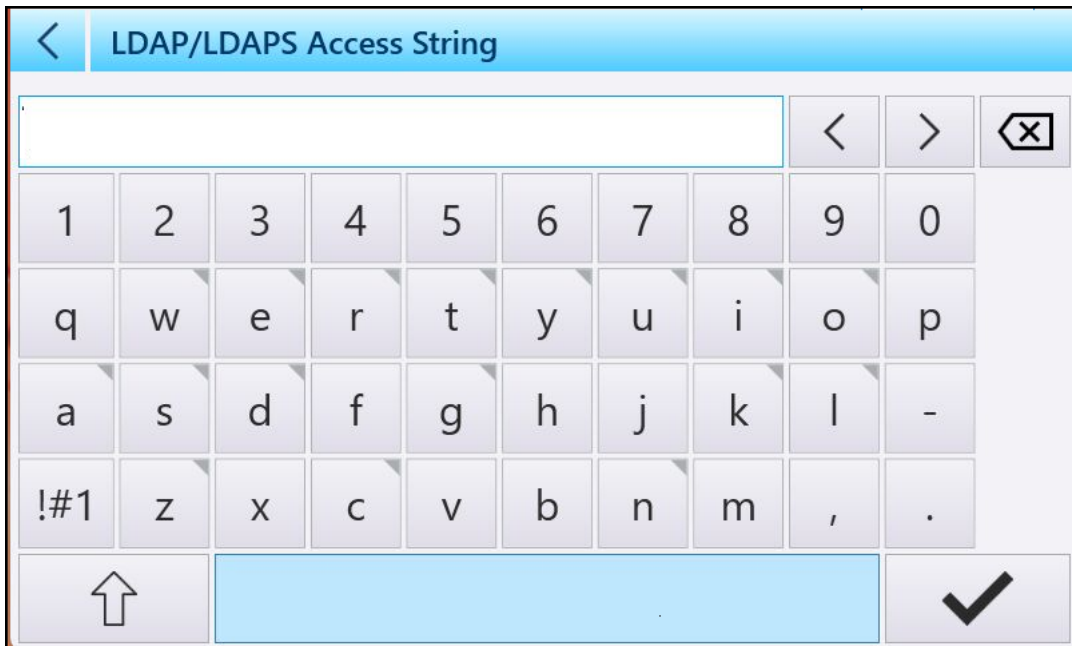 LDAP/LDAPS Access String
1 2 3 4 5 6 7 8 9 0
q w e r t y u i o p
a s d f g h j k l -
!#1 z x c v b n m , .